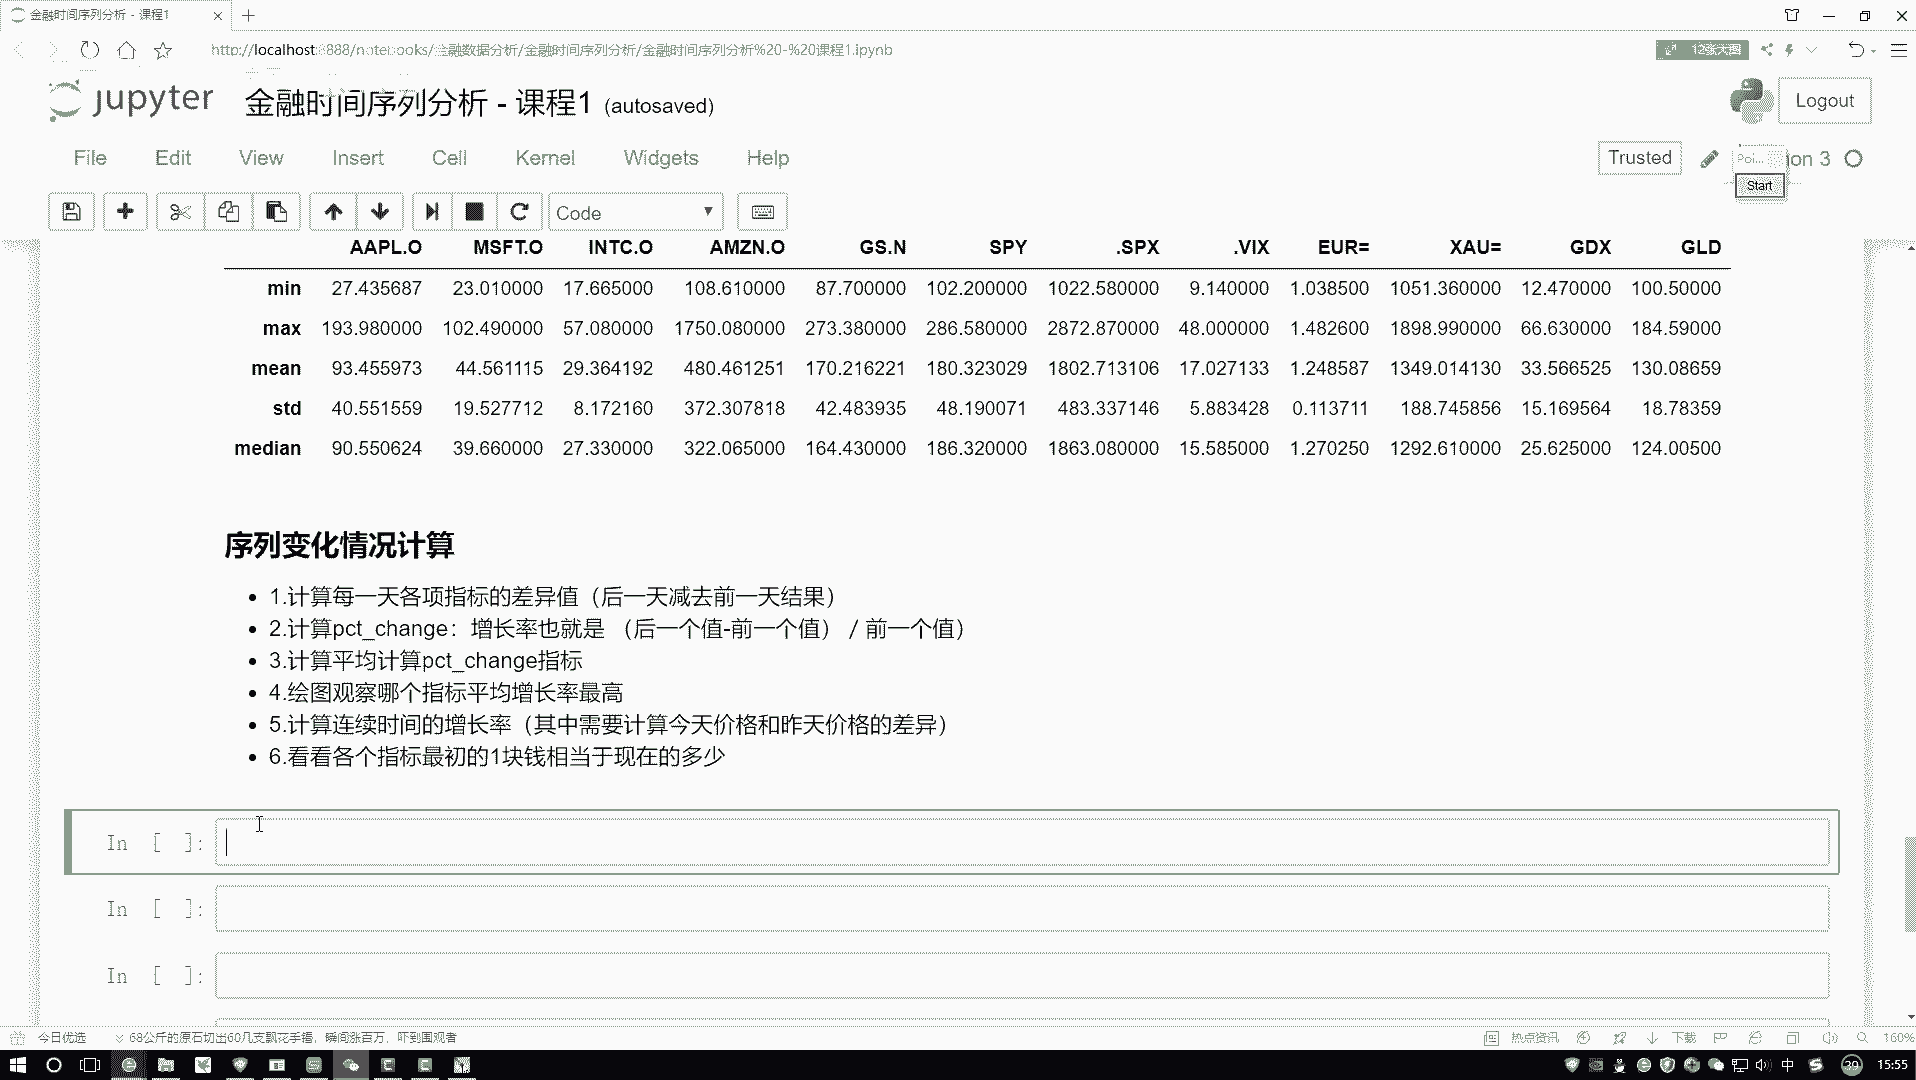 金融时间序列分析 - 课程1
http://localhost:8888/notebooks/金融数据分析/金融时间序列分析/金融时间序列分析%20-%20课程1.ipynb
12张大图
jupyter 金融时间序列分析 - 课程1 (autosaved)
Logout
File Edit View Insert Cell Kernel Widgets Help
Trusted
Poi...
on 3
Start
Code
AAPL.O MSFT.O INTC.O AMZN.O GS.N SPY .SPX .VIX EUR= XAU= GDX GLD
min 27.435687 23.010000 17.665000 108.610000 87.700000 102.200000 1022.580000 9.140000 1.038500 1051.360000 12.470000 100.50000
max 193.980000 102.490000 57.080000 1750.080000 273.380000 286.580000 2872.870000 48.000000 1.482600 1898.990000 66.630000 184.59000
mean 93.455973 44.561115 29.364192 480.461251 170.216221 180.323029 1802.713106 17.027133 1.248587 1349.014130 33.566525 130.08659
std 40.551559 19.527712 8.172160 372.307818 42.483935 48.190071 483.337146 5.883428 0.113711 188.745856 15.169564 18.78359
median 90.550624 39.660000 27.330000 322.065000 164.430000 186.320000 1863.080000 15.585000 1.270250 1292.610000 25.625000 124.00500
序列变化情况计算
• 1.计算每一天各项指标的差异值（后一天减去前一天结果）
• 2.计算pct_change：增长率也就是 （后一个值-前一个值） / 前一个值）
• 3.计算平均计算pct_change指标
• 4.绘图观察哪个指标平均增长率最高
• 5.计算连续时间的增长率（其中需要计算今天价格和昨天价格的差异）
• 6.看看各个指标最初的1块钱相当于现在的多少
In [ ]:
In [ ]:
In [ ]:
今日优选
68公斤的原石切出60几支飘花手镯，瞬间涨百万，吓到围观者
热点资讯
下载
160%
中
39
15:55